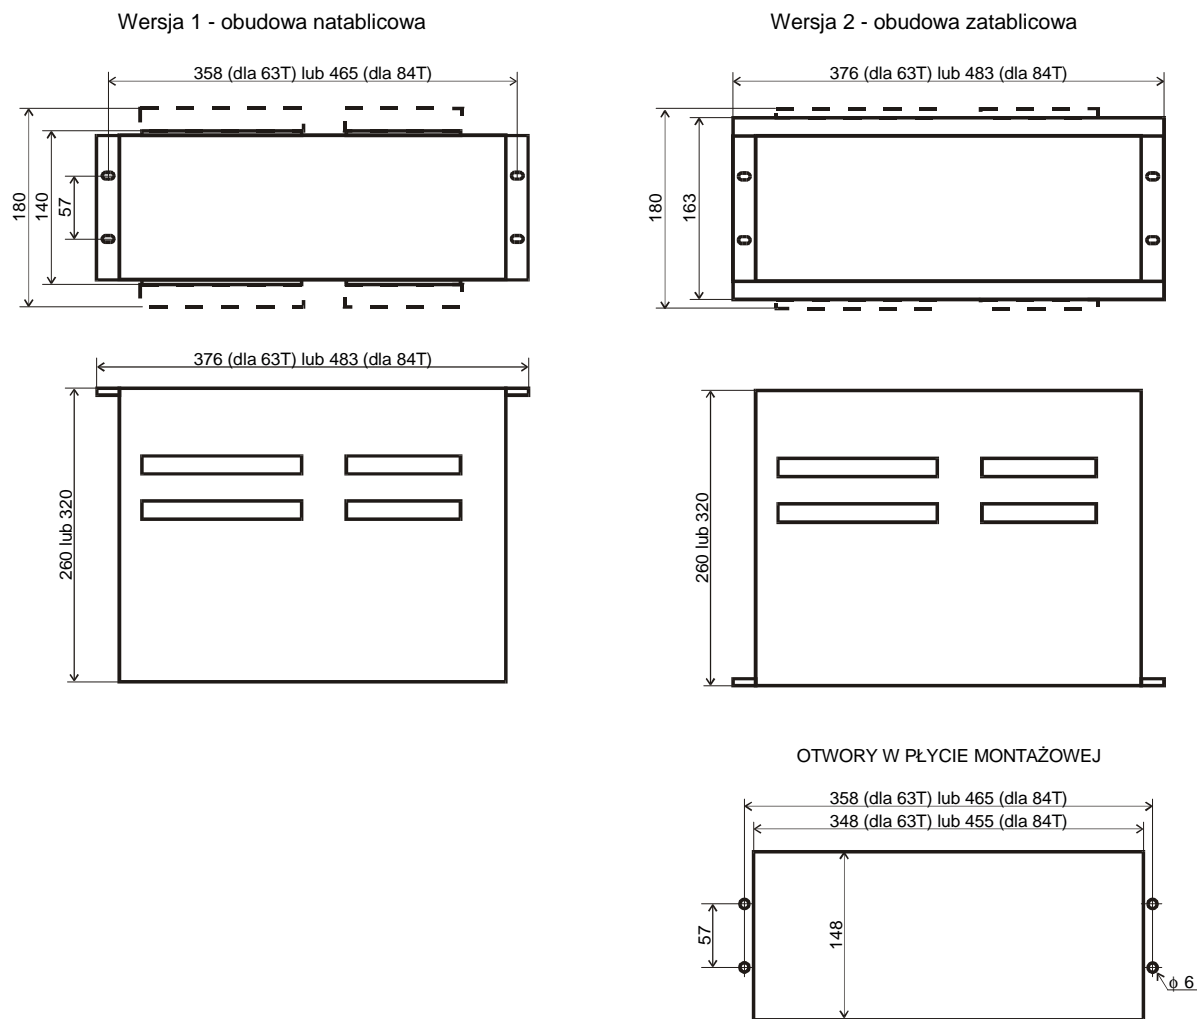 Wersja 1 - obudowa natablicowa
358 (dla 63T) lub 465 (dla 84T)
180
140
57
376 (dla 63T) lub 483 (dla 84T)
260 lub 320
Wersja 2 - obudowa zatablicowa
376 (dla 63T) lub 483 (dla 84T)
180
163
260 lub 320
OTWORY W PŁYCIE MONTAŻOWEJ
358 (dla 63T) lub 465 (dla 84T)
348 (dla 63T) lub 455 (dla 84T)
57
148
ϕ 6